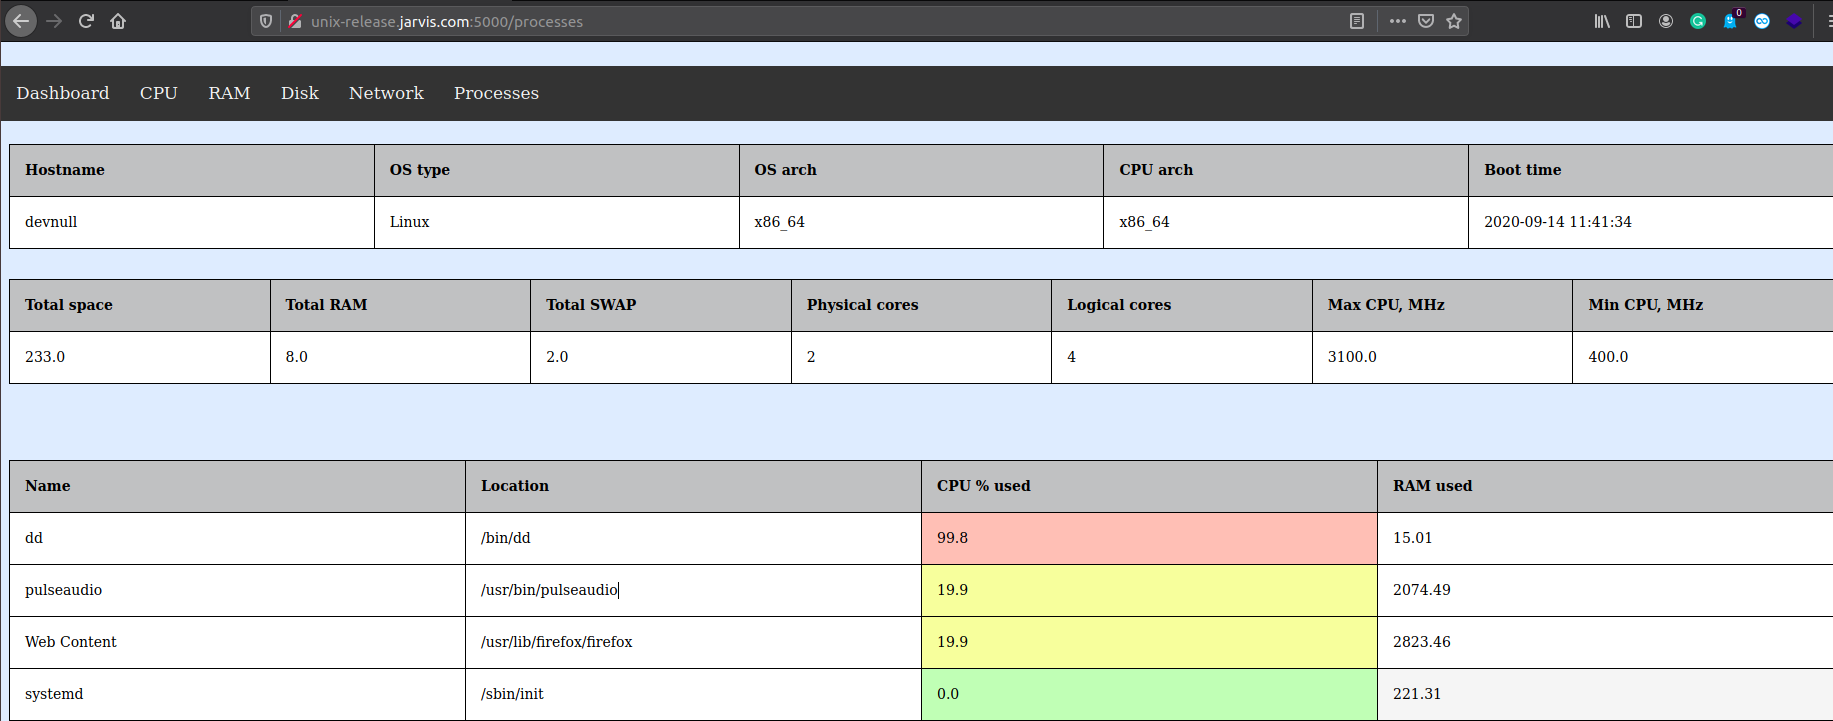 unix-release.jarvis.com:5000/processes
0
Dashboard CPU RAM Disk Network Processes
Hostname OS type OS arch CPU arch Boot time
devnull Linux x86_64 x86_64 2020-09-14 11:41:34
Total space Total RAM Total SWAP Physical cores Logical cores Max CPU, MHz Min CPU, MHz
233.0 8.0 2.0 2 4 3100.0 400.0
Name Location CPU % used RAM used
dd /bin/dd 99.8 15.01
pulseaudio /usr/bin/pulseaudio 19.9 2074.49
Web Content /usr/lib/firefox/firefox 19.9 2823.46
systemd /sbin/init 0.0 221.31